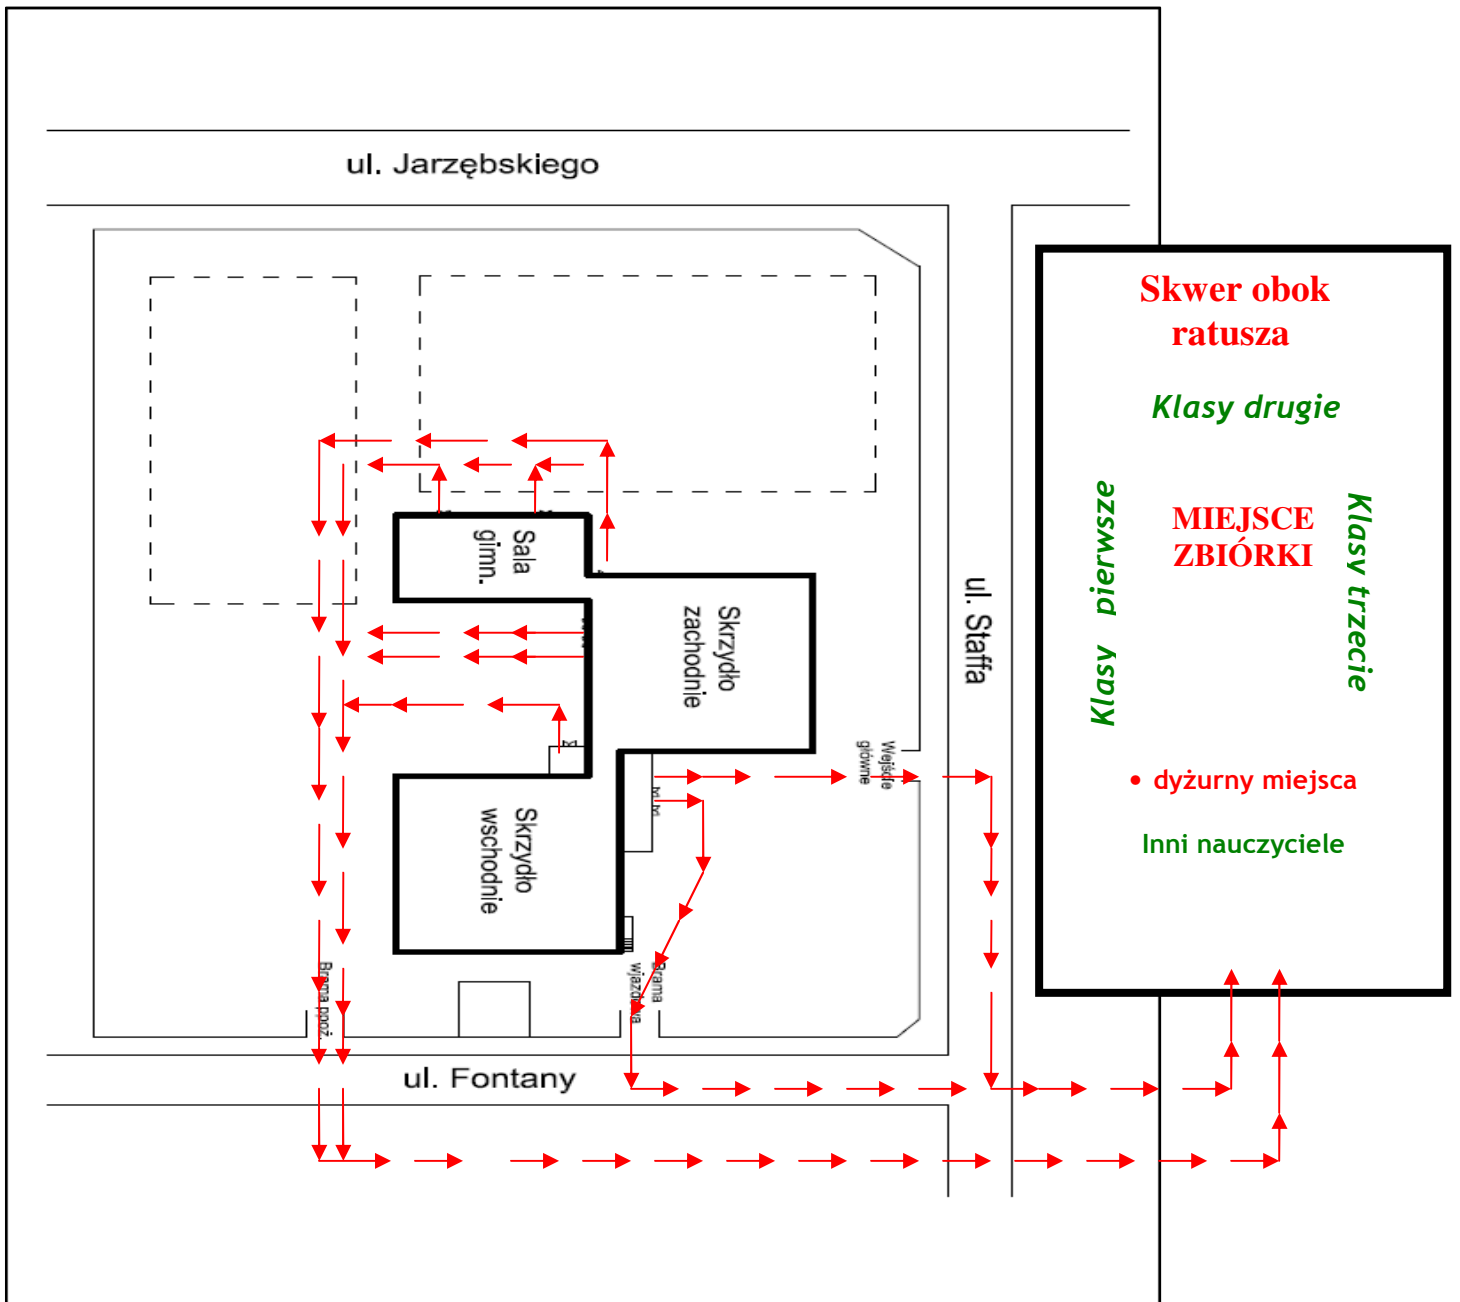 ul. Jarzębskiego
Skwer obok
ratusza
Klasy drugie
Klasy pierwsze
MIEJSCE
ZBIÓRKI
Klasy trzecie
Sala
gimn.
Skrzydło
zachodnie
ul. Staffa
Wejście
główne
• dyżurny miejsca
Inni nauczyciele
Skrzydło
wschodnie
Brama ppoż.
Brama
wjazdowa
ul. Fontany